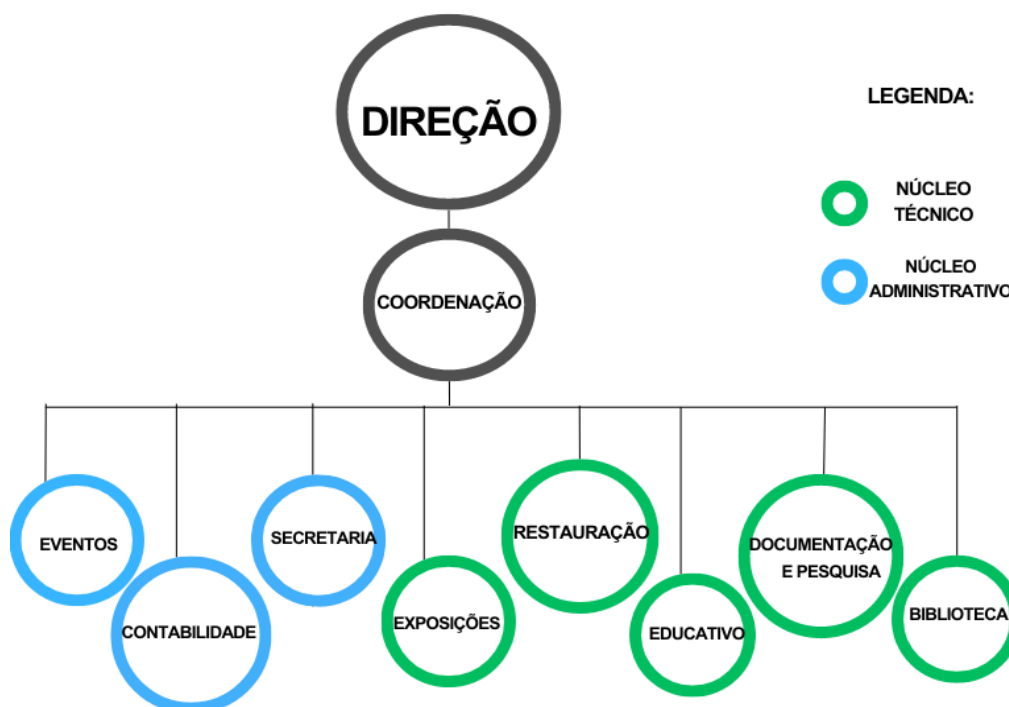 DIREÇÃO
LEGENDA:
NÚCLEO
TÉCNICO
NÚCLEO
ADMINISTRATIVO
COORDENAÇÃO
EVENTOS
CONTABILIDADE
SECRETARIA
EXPOSIÇÕES
RESTAURAÇÃO
EDUCATIVO
DOCUMENTAÇÃO
E PESQUISA
BIBLIOTECA